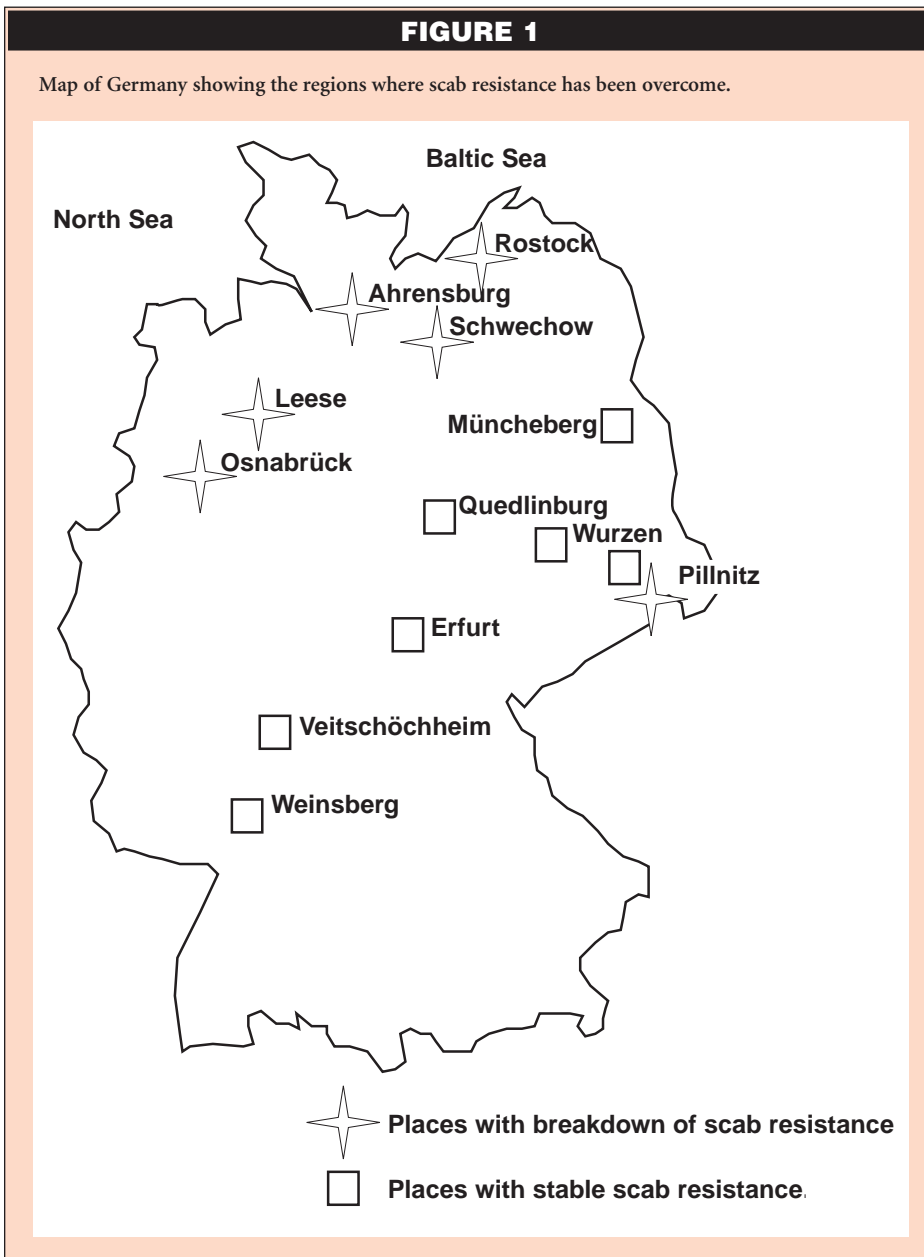 FIGURE 1
Map of Germany showing the regions where scab resistance has been overcome.
Baltic Sea
North Sea
Rostock
Ahrensburg
Schwechow
Leese
Müncheberg
Osnabrück
Quedlinburg
Wurzen
Pillnitz
Erfurt
Veitschöchheim
Weinsberg
Places with breakdown of scab resistance
Places with stable scab resistance.